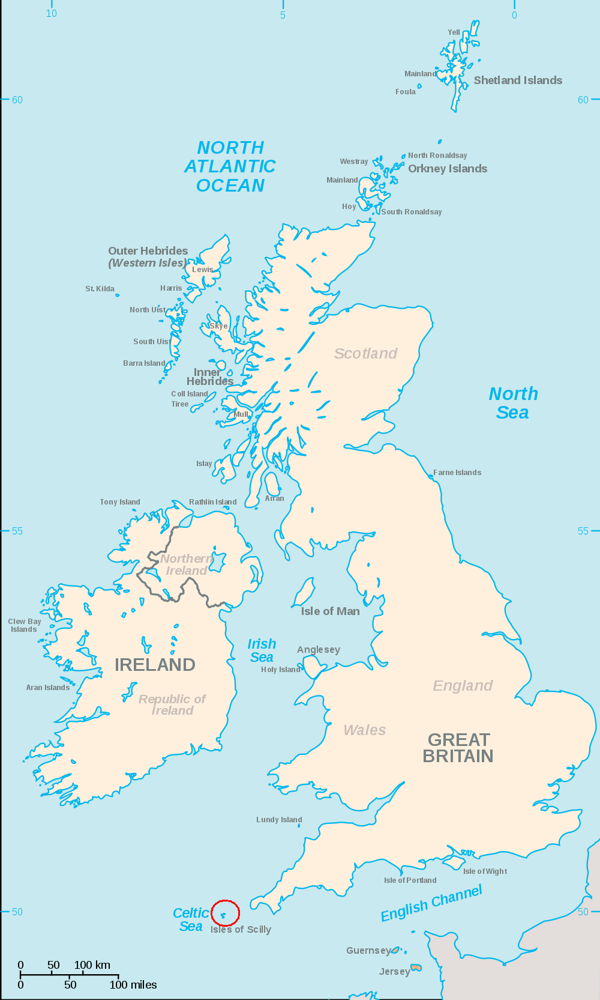 10
5
0
Yell
Mainland
Shetland Islands
Foula
60
60
NORTH
ATLANTIC
OCEAN
North Ronaldsay
Westray
Orkney Islands
Mainland
Hoy
South Ronaldsay
Outer Hebrides
(Western Isles)
Lewis
St. Kilda
Harris
North Uist
Skye
South Uist
Scotland
Barra Island
Inner
Hebrides
Coll Island
Tiree
Mull
North
Sea
Islay
Farne Islands
Arran
Tony Island
Rathlin Island
55
55
Northern
Ireland
Isle of Man
Clew Bay
Islands
Irish
Sea
Anglesey
Holy Island
IRELAND
Aran Islands
Republic of
Ireland
England
Wales
GREAT
BRITAIN
Lundy Island
Isle of Wight
Isle of Portland
English Channel
50
50
Celtic
Sea
Isles of Scilly
Guernsey
Jersey
0 50 100 km
0 50 100 miles